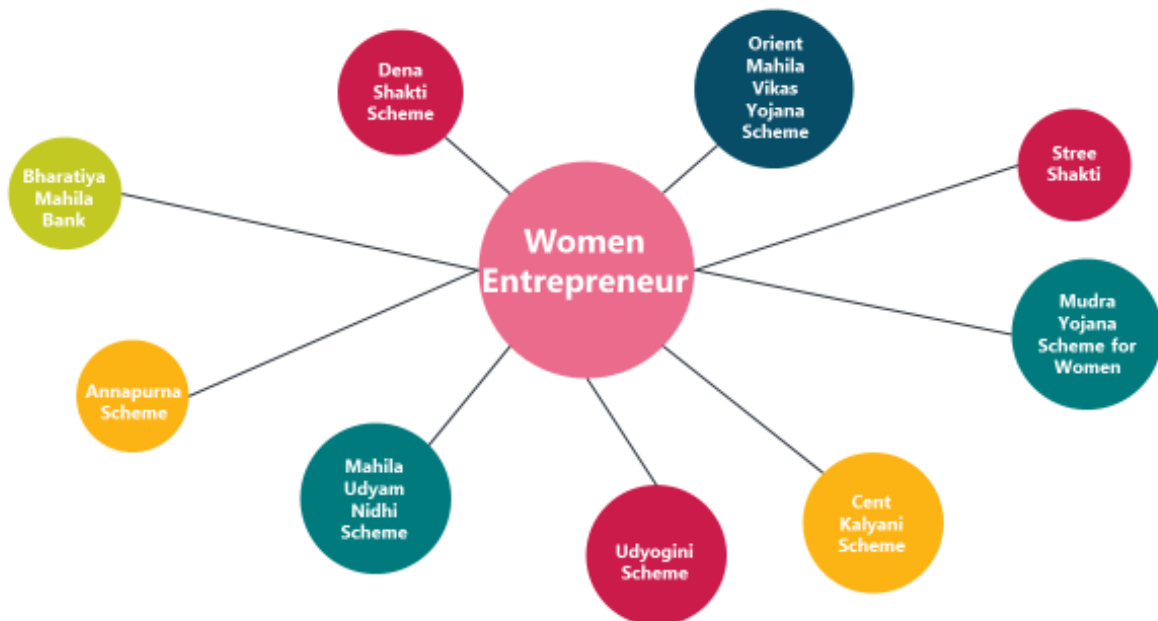 Orient
Mahila
Vikas
Yojana
Scheme
Dena
Shakti
Scheme
Stree
Shakti
Bharatiya
Mahila
Bank
Women
Entrepreneur
Mudra
Yojana
Scheme for
Women
Annapurna
Scheme
Mahila
Udyam
Nidhi
Scheme
Cent
Kalyani
Scheme
Udyogini
Scheme